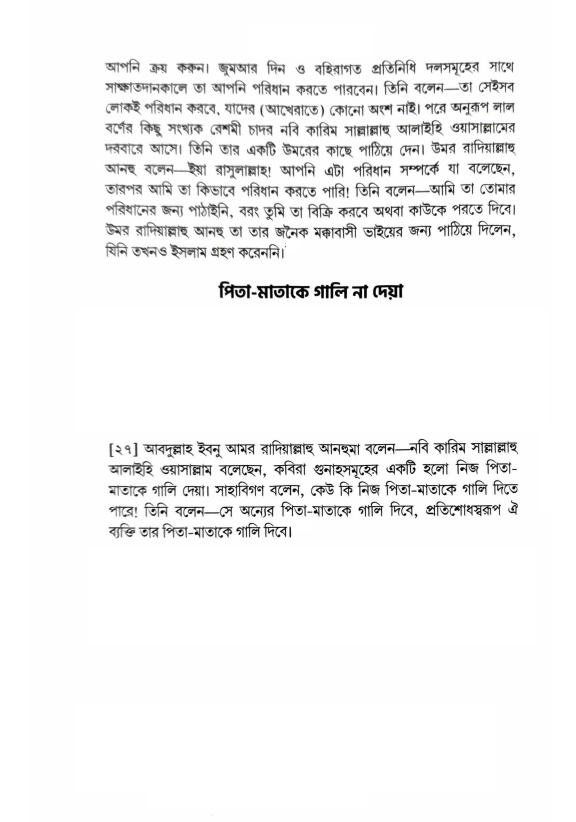 আপনি ক্রয় করুন। জুমআর দিন ও বহিরাগত প্রতিনিধি দলসমূহের সাথে
সাক্ষাতদানকালে তা আপনি পরিধান করতে পারবেন। তিনি বলেন—তা সেইসব
লোকই পরিধান করবে, যাদের (আখেরাতে) কোনো অংশ নাই। পরে অনুরূপ লাল
বর্ণের কিছু সংখ্যক রেশমী চাদর নবি কারিম সাল্লাল্লাহু আলাইহি ওয়াসাল্লামের
দরবারে আসে। তিনি তার একটি উমরের কাছে পাঠিয়ে দেন। উমর রাদিয়াল্লাহু
আনহু বলেন—ইয়া রাসুলাল্লাহ! আপনি এটা পরিধান সম্পর্কে যা বলেছেন,
তারপর আমি তা কিভাবে পরিধান করতে পারি! তিনি বলেন—আমি তা তোমার
পরিধানের জন্য পাঠাইনি, বরং তুমি তা বিক্রি করবে অথবা কাউকে পরতে দিবে।
উমর রাদিয়াল্লাহু আনহু তা তার জনৈক মক্কাবাসী ভাইয়ের জন্য পাঠিয়ে দিলেন,
যিনি তখনও ইসলাম গ্রহণ করেননি।
পিতা-মাতাকে গালি না দেয়া
[২৭] আবদুল্লাহ ইবনু আমর রাদিয়াল্লাহু আনহুমা বলেন—নবি কারিম সাল্লাল্লাহু
আলাইহি ওয়াসাল্লাম বলেছেন, কবিরা গুনাহসমূহের একটি হলো নিজ পিতা-
মাতাকে গালি দেয়া। সাহাবিগণ বলেন, কেউ কি নিজ পিতা-মাতাকে গালি দিতে
পারে! তিনি বলেন—সে অন্যের পিতা-মাতাকে গালি দিবে, প্রতিশোধস্বরূপ ঐ
ব্যক্তি তার পিতা-মাতাকে গালি দিবে।